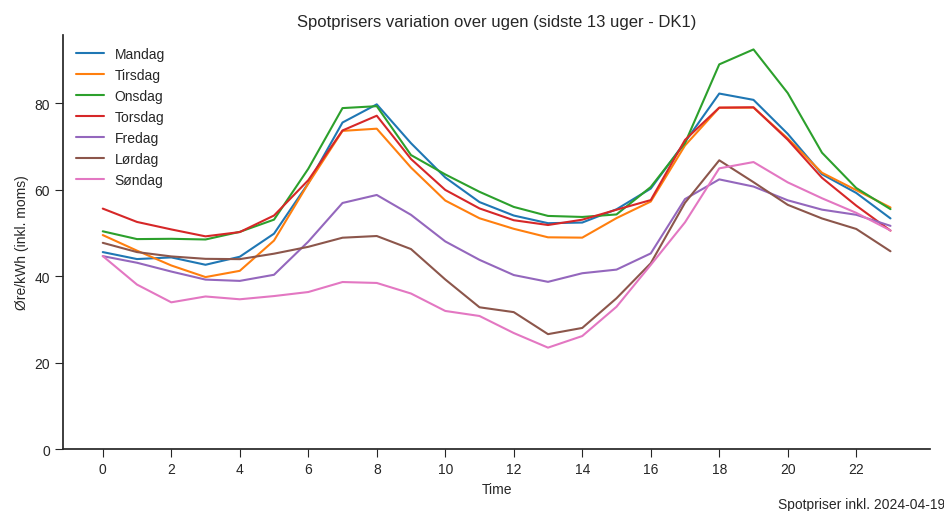 Spotprisers variation over ugen (sidste 13 uger - DK1)
Mandag
Tirsdag
Onsdag
Torsdag
Fredag
Lørdag
Søndag
Øre/kWh (inkl. moms)
80
60
40
20
0
0 2 4 6 8 10 12 14 16 18 20 22
Time
Spotpriser inkl. 2024-04-19